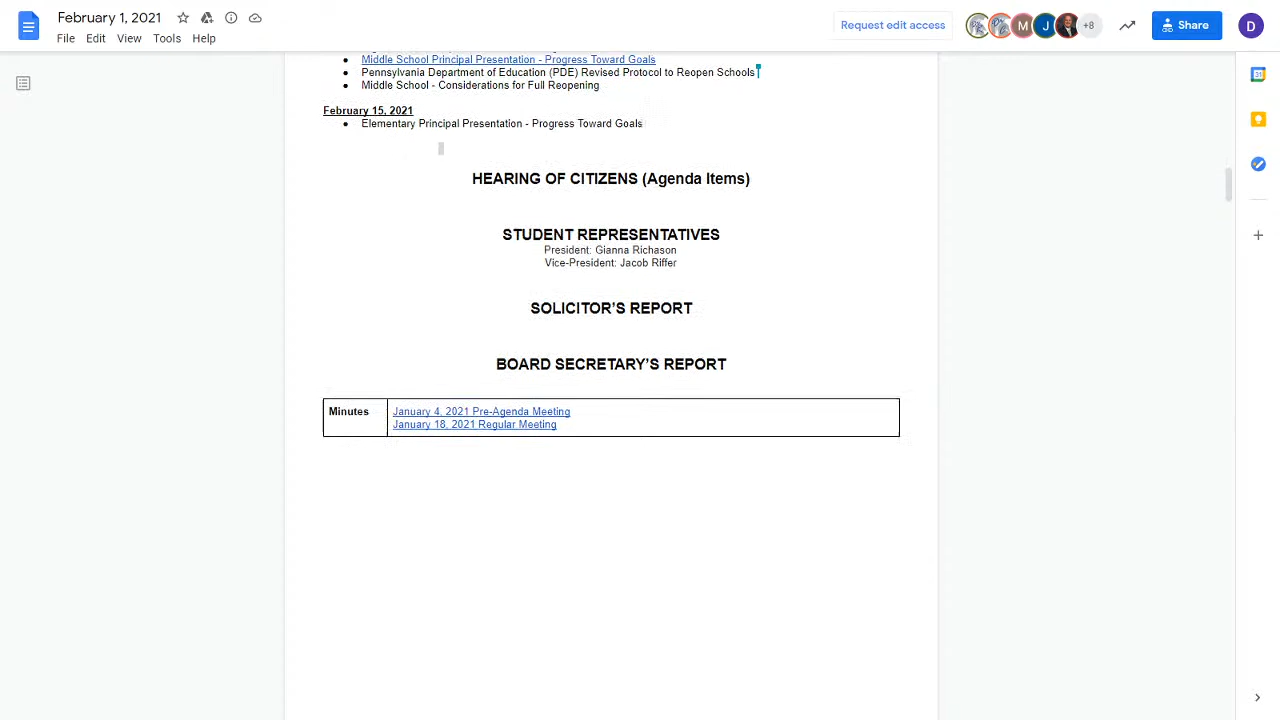 February 1, 2021
File Edit View Tools Help
Request edit access
M
J
+8
Share
D
Middle School Principal Presentation - Progress Toward Goals
Pennsylvania Department of Education (PDE) Revised Protocol to Reopen Schools
Middle School - Considerations for Full Reopening
February 15, 2021
Elementary Principal Presentation - Progress Toward Goals
HEARING OF CITIZENS (Agenda Items)
STUDENT REPRESENTATIVES
President: Gianna Richason
Vice-President: Jacob Riffer
SOLICITOR'S REPORT
BOARD SECRETARY'S REPORT
Minutes
January 4, 2021 Pre-Agenda Meeting
January 18, 2021 Regular Meeting
31